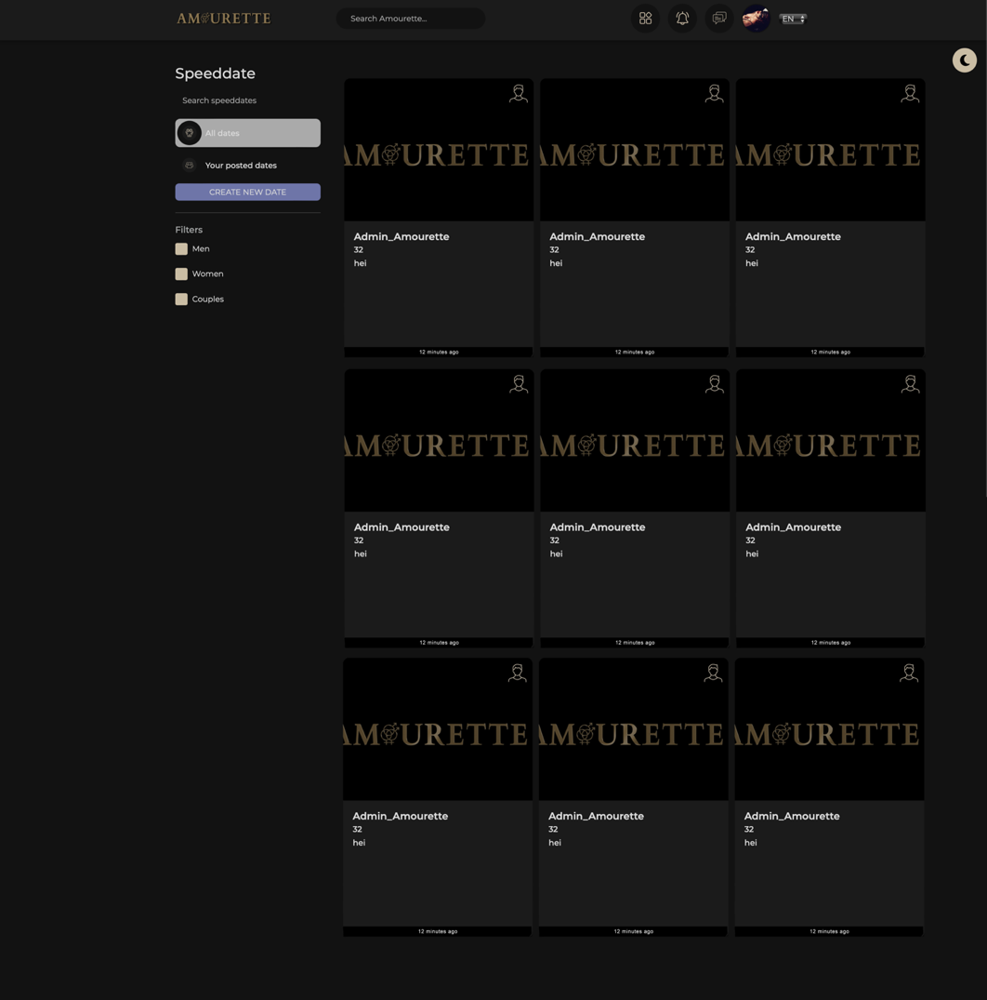 AMOURETTE
Search Amourette...
EN
Speeddate
Search speeddates
All dates
Your posted dates
CREATE NEW DATE
Filters
Men
Women
Couples
AMOURETTE
AMOURETTE
AMOURETTE
Admin_Amourette
32
hei
12 minutes ago
Admin_Amourette
32
hei
12 minutes ago
Admin_Amourette
32
hei
12 minutes ago
AMOURETTE
AMOURETTE
AMOURETTE
Admin_Amourette
32
hei
12 minutes ago
Admin_Amourette
32
hei
12 minutes ago
Admin_Amourette
32
hei
12 minutes ago
AMOURETTE
AMOURETTE
AMOURETTE
Admin_Amourette
32
hei
12 minutes ago
Admin_Amourette
32
hei
12 minutes ago
Admin_Amourette
32
hei
12 minutes ago